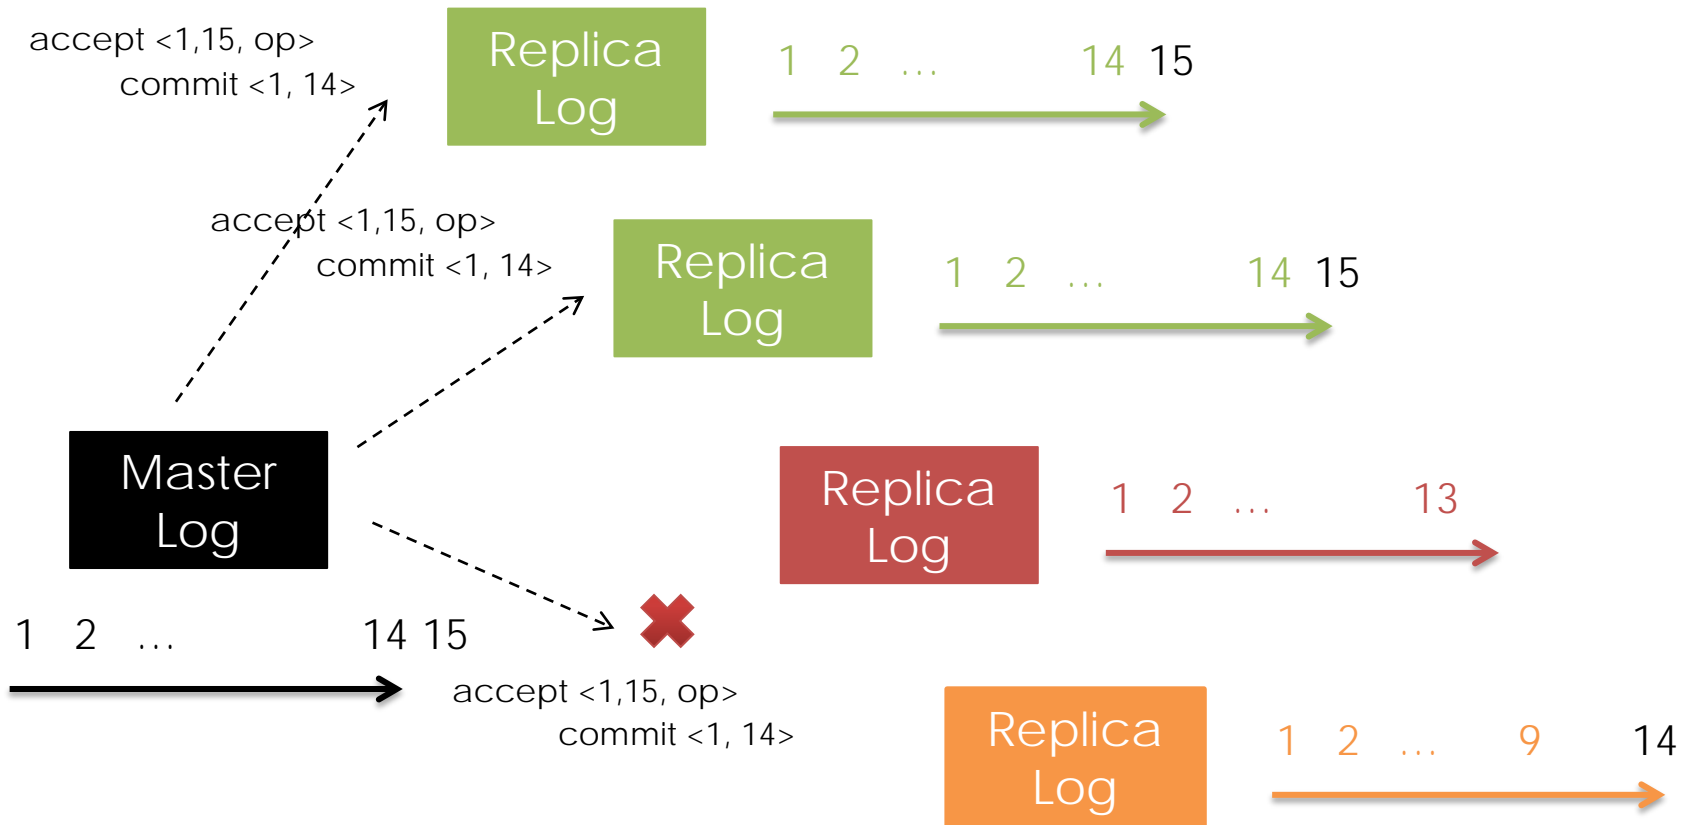 accept <1,15, op>
commit <1, 14>
Replica
Log
1 2 ... 14 15
accept <1,15, op>
commit <1, 14>
Replica
Log
1 2 ... 14 15
Master
Log
1 2 ... 14 15
Replica
Log
1 2 ... 13
accept <1,15, op>
commit <1, 14>
Replica
Log
1 2 ... 9 14